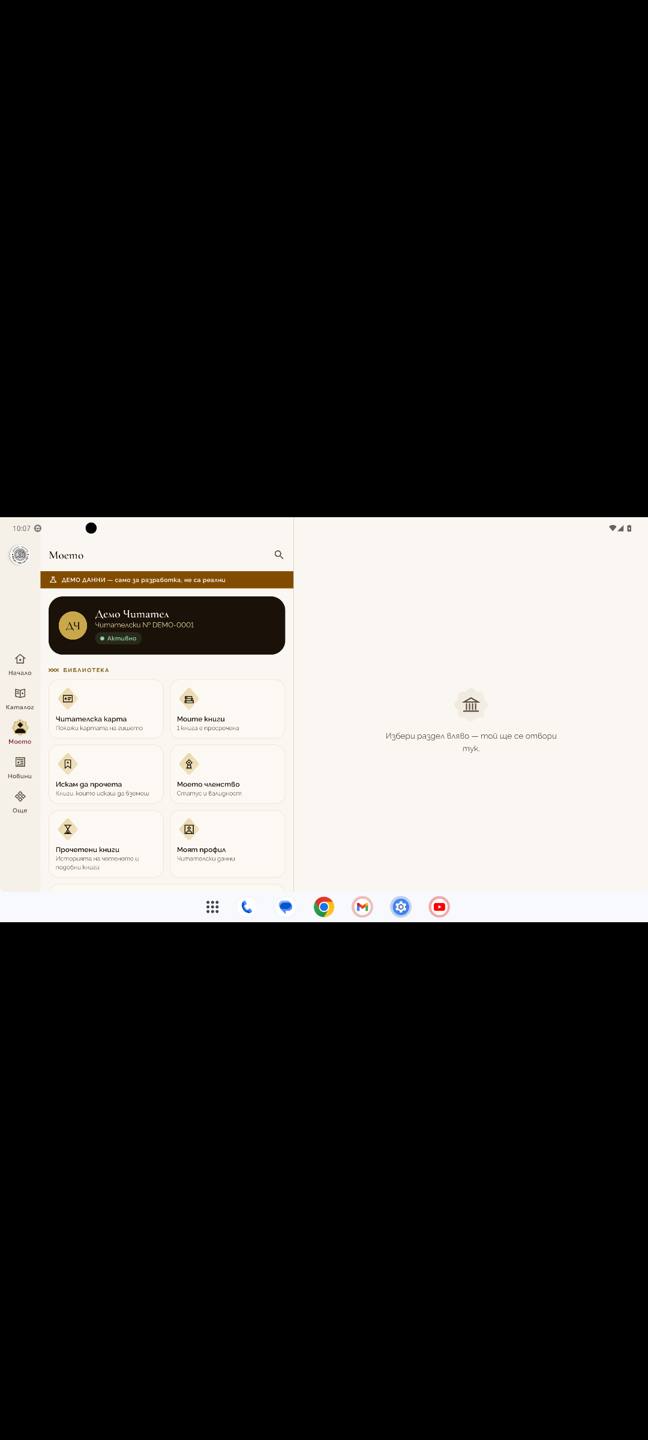 10:07
Моето
ДЕМО ДАННИ — само за разработка, не са реални
ДЧ
Демо Читател
Читателски № DEMO-0001
Активно
БИБЛИОТЕКА
Читателска карта
Покажи картата на гишето
Моите книги
1 книга е просрочена
Искам да прочета
Книги, които искаш да вземеш
Моето членство
Статус и валидност
Прочетени книги
Историята на четенето и
подобни книги
Моят профил
Читателски данни
Начало
Каталог
Моето
Новини
Още
Избери раздел вляво — той ще се отвори
тук.